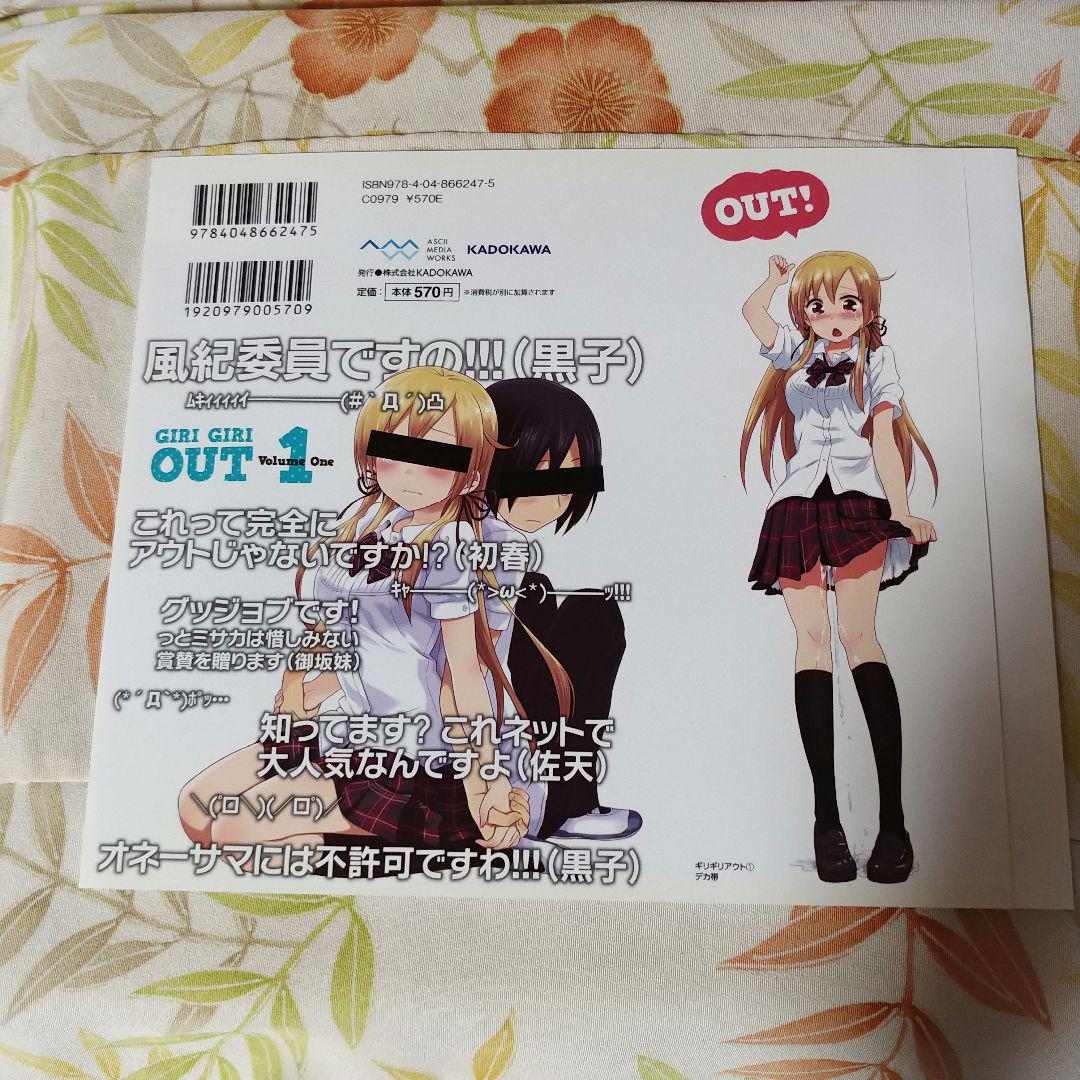 9784048662475
ISBN978-4-04-866247-5
C0979 ¥570E
1920979005709
ASCII
MEDIA
WORKS
KADOKAWA
発行●株式会社KADOKAWA
定価：本体570円 ※消費税が別に加算されます
OUT!
風紀委員ですの!!!（黒子）
ﾑｷｨｨｨｨｲ━━━━━(#｀Д´)凸
GIRI GIRI
OUT 1
Volume One
これって完全に
アウトじゃないですか!?（初春）
ｷｬ━━━(*>ω<*)━━━ｯ!!!
グッジョブです!
っとミサカは惜しみない
賞賛を贈ります（御坂妹）
(*´Д`*)ﾎﾟｯ…
知ってます? これネットで
大人気なんですよ（佐天）
＼(ﾟロ＼)(／ロﾟ)／
オネーサマには不許可ですわ!!!（黒子）
ギリギリアウト①
デカ帯